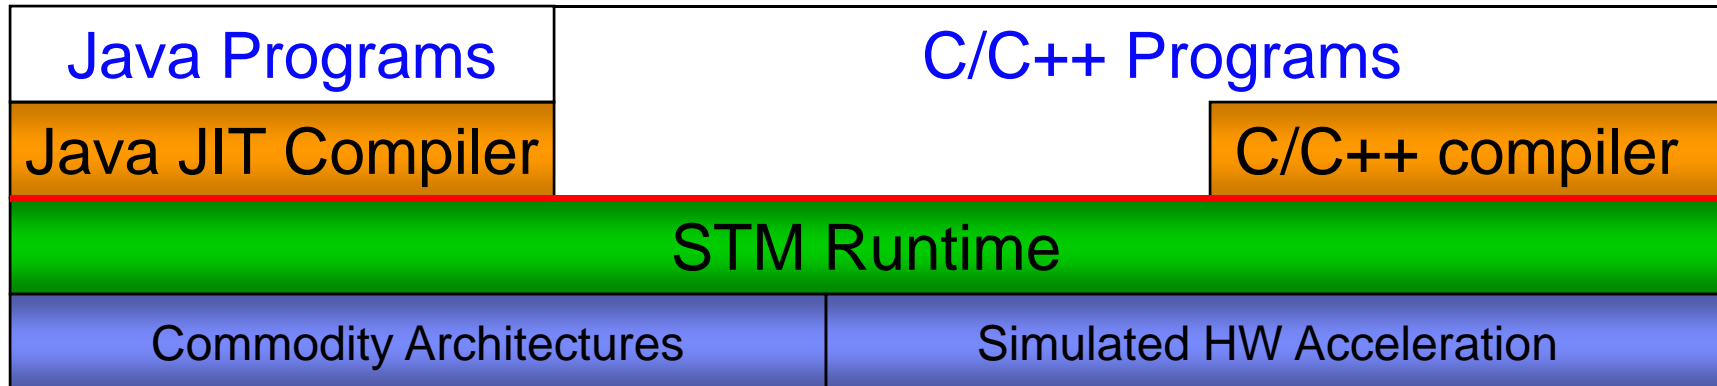 Java Programs
C/C++ Programs
Java JIT Compiler
C/C++ compiler
STM Runtime
Commodity Architectures
Simulated HW Acceleration